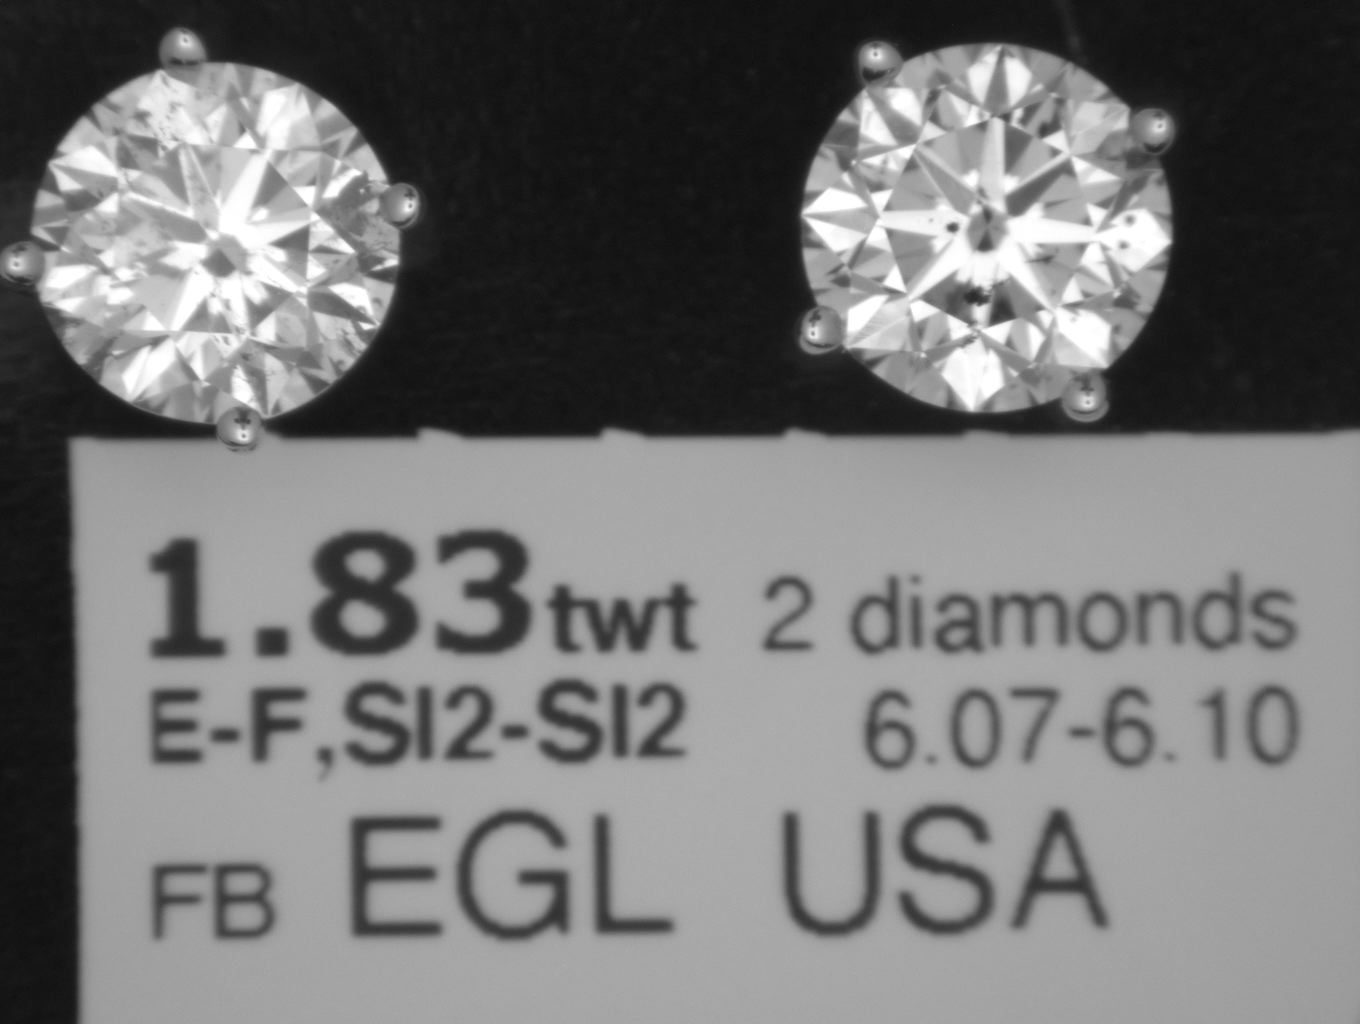 1.83twt 2 diamonds
E-F,SI2-SI2 6.07-6.10
FB EGL USA